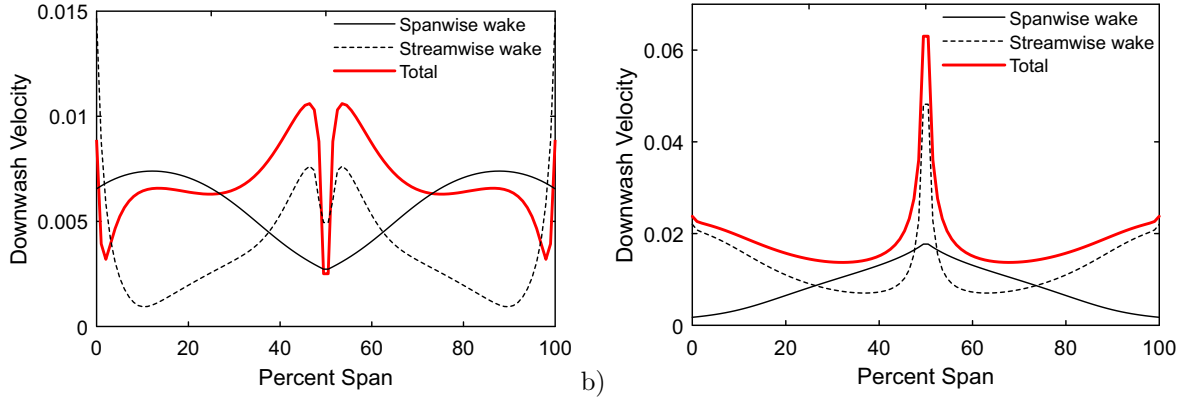 0.015
0.01
0.005
0
Downwash Velocity
Spanwise wake
Streamwise wake
Total
0 20 40 60 80 100
Percent Span
b)
0.06
0.04
0.02
0
Downwash Velocity
Spanwise wake
Streamwise wake
Total
0 20 40 60 80 100
Percent Span